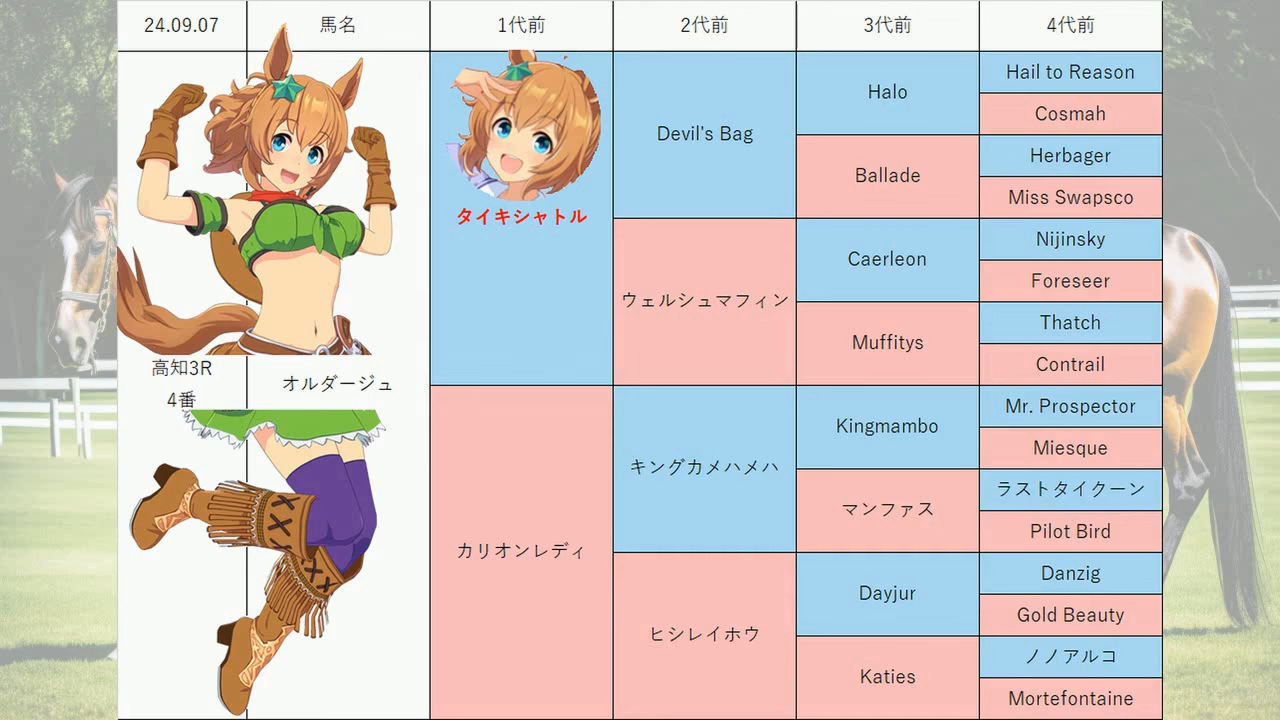 24.09.07
馬名
1代前
2代前
3代前
4代前
高知3R
4番
オルダージュ
タイキシャトル
カリオンレディ
Devil's Bag
ウェルシュマフィン
キングカメハメハ
ヒシレイホウ
Halo
Ballade
Caerleon
Muffitys
Kingmambo
マンファス
Dayjur
Katies
Hail to Reason
Cosmah
Herbager
Miss Swapsco
Nijinsky
Foreseer
Thatch
Contrail
Mr. Prospector
Miesque
ラストタイクーン
Pilot Bird
Danzig
Gold Beauty
ノノアルコ
Mortefontaine